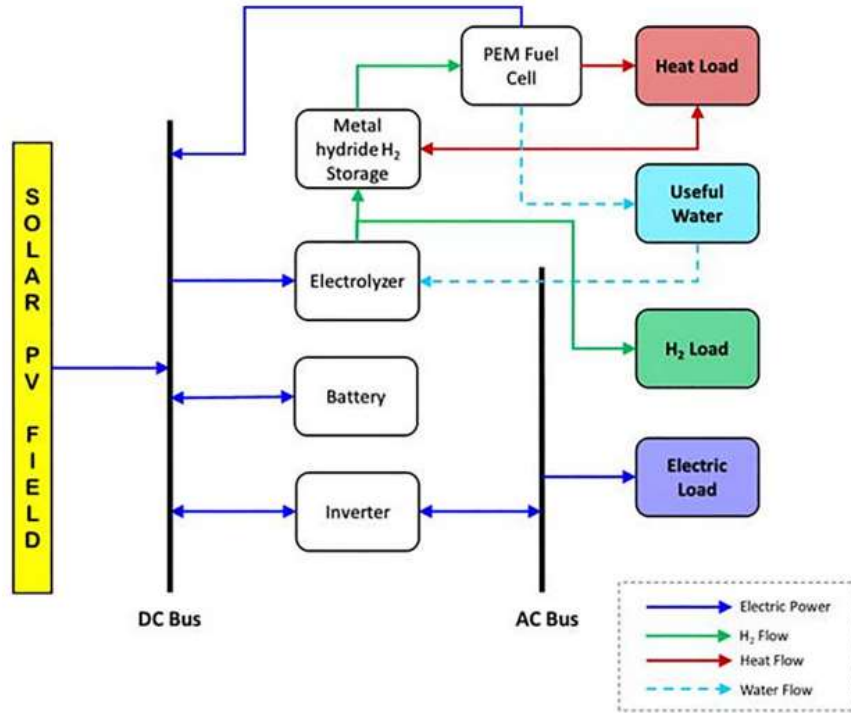 PEM Fuel
Cell
Heat Load
Metal
hydride H₂
Storage
SOLAR PV FIELD
Useful
Water
Electrolyzer
H₂ Load
Battery
Electric
Load
Inverter
DC Bus
AC Bus
Electric Power
H₂ Flow
Heat Flow
Water Flow